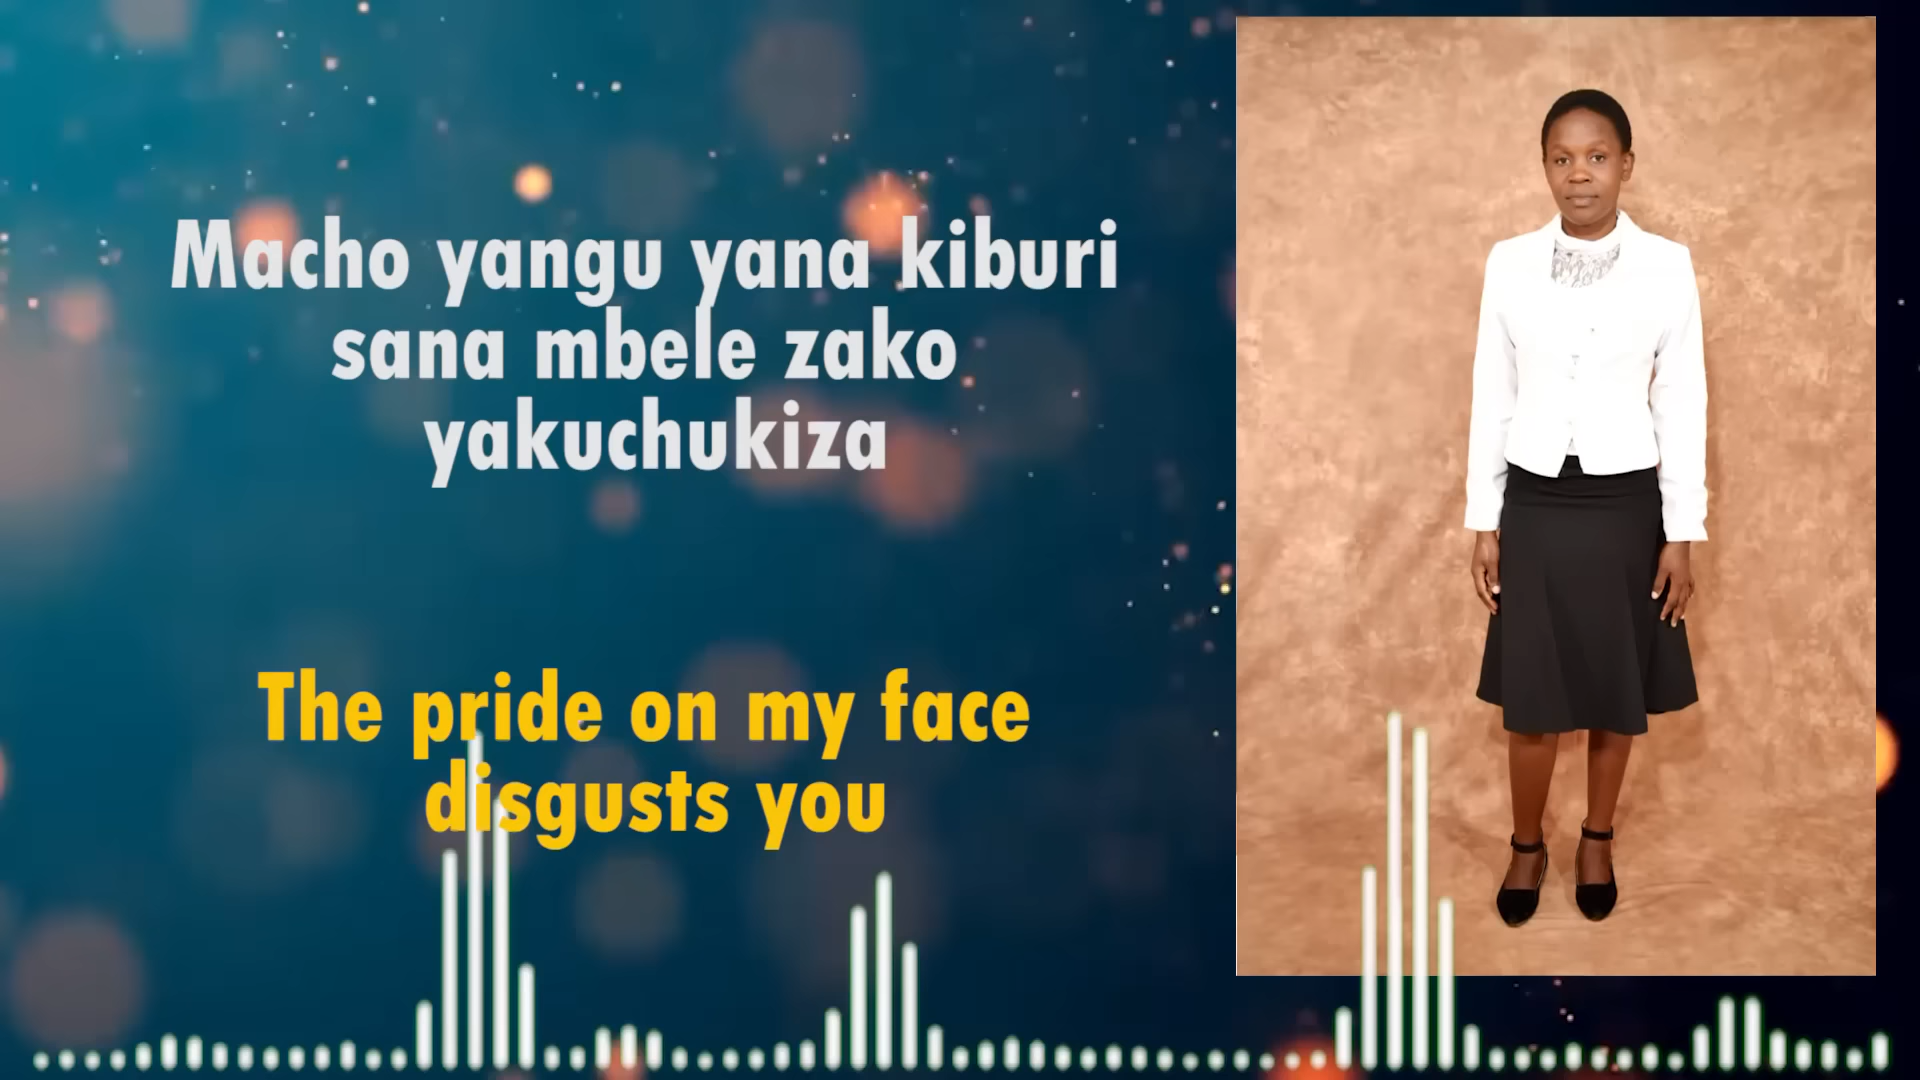 Macho yangu yana kiburi
sana mbele zako
yakuchukiza
The pride on my face
disgusts you